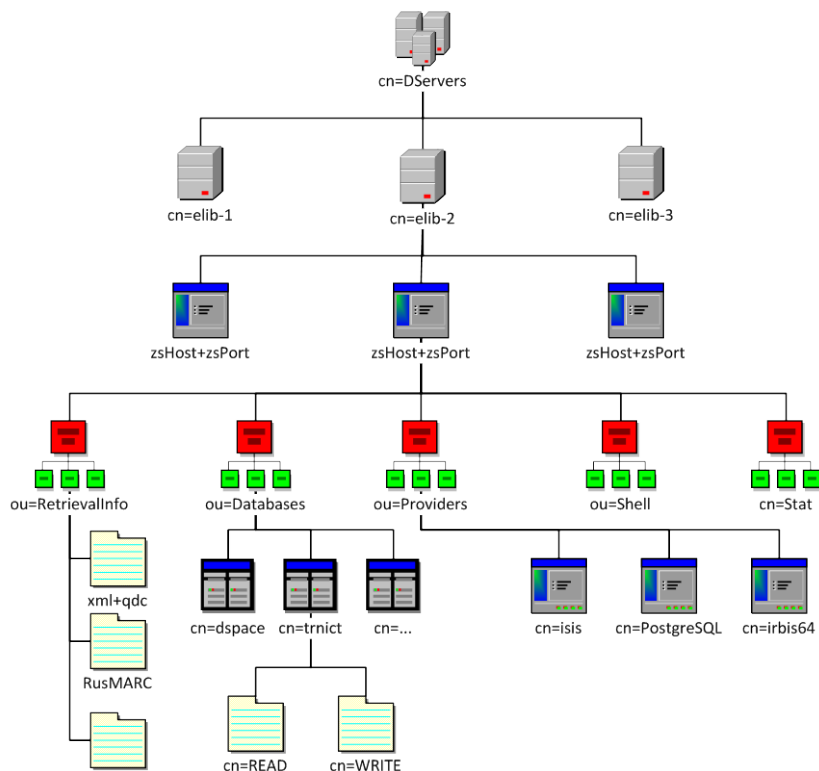 cn=DServers
cn=elib-1
cn=elib-2
cn=elib-3
zsHost+zsPort
zsHost+zsPort
zsHost+zsPort
ou=RetrievalInfo
ou=Databases
ou=Providers
ou=Shell
cn=Stat
xml+qdc
cn=dspace
cn=trnict
cn=...
cn=isis
cn=PostgreSQL
cn=irbis64
RusMARC
cn=READ
cn=WRITE